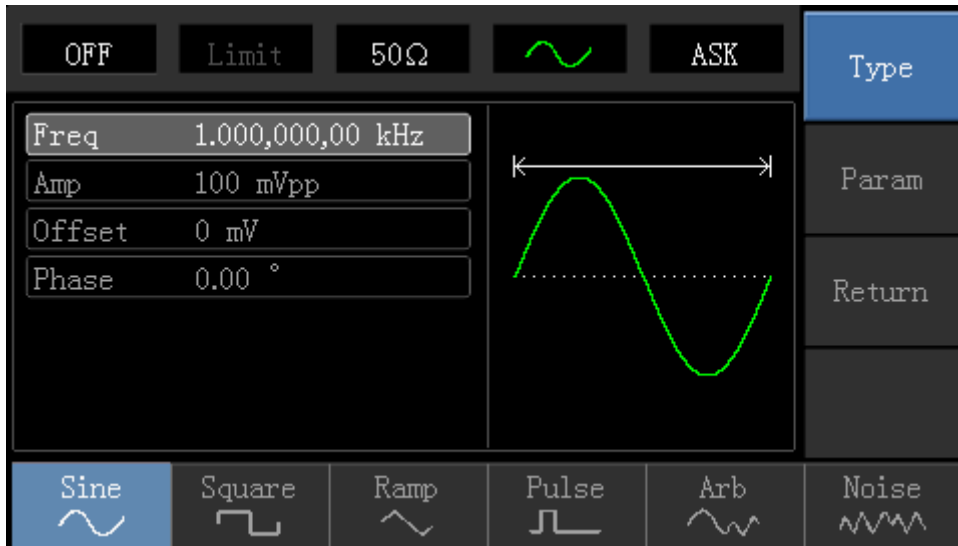 OFF Limit 50Ω ASK
Type
Freq 1.000,000,00 kHz
Amp 100 mVpp
Param
Offset 0 mV
Phase 0.00 °
Return
Sine Square Ramp Pulse Arb Noise